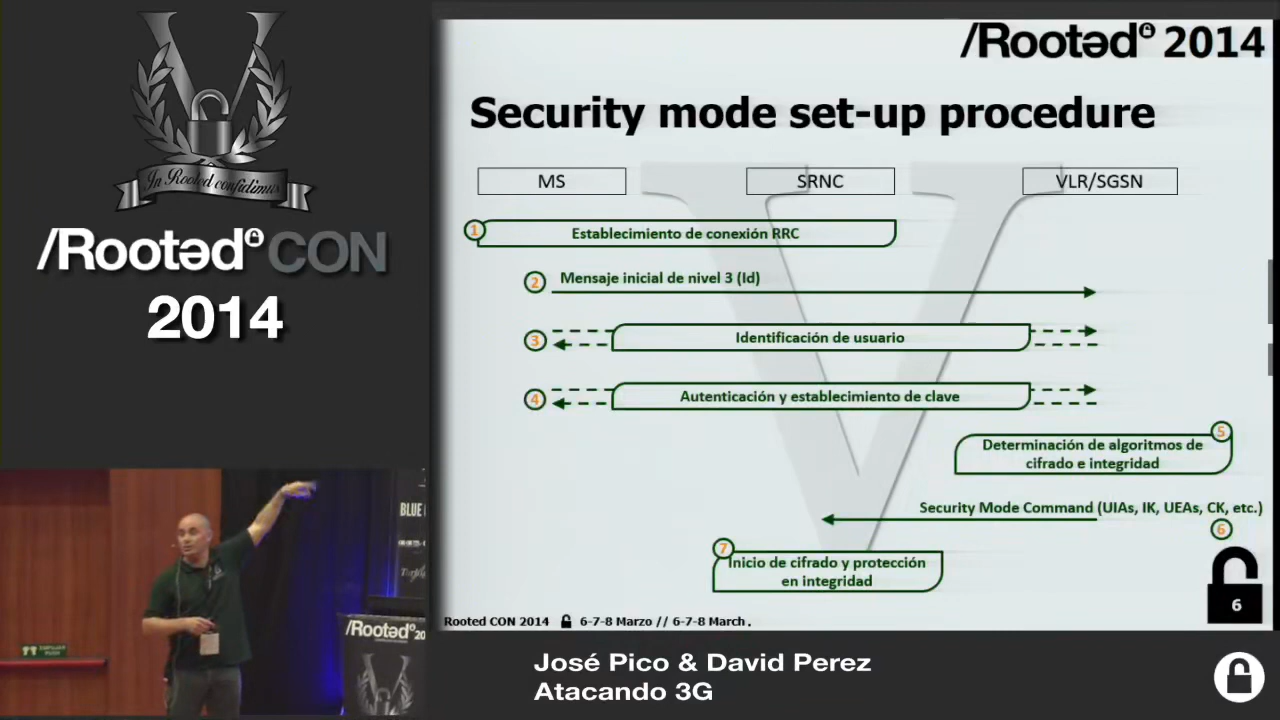 In Rooted confidimus
/Rootəd CON
2014
/Rootəd 2014
Security mode set-up procedure
MS
SRNC
VLR/SGSN
1
Establecimiento de conexión RRC
2
Mensaje inicial de nivel 3 (Id)
3
Identificación de usuario
4
Autenticación y establecimiento de clave
5
Determinación de algoritmos de
cifrado e integridad
Security Mode Command (UIAs, IK, UEAs, CK, etc.)
6
7
Inicio de cifrado y protección
en integridad
6
Rooted CON 2014 6-7-8 Marzo // 6-7-8 March .
BLUE
/Rootəd 20
José Pico & David Perez
Atacando 3G